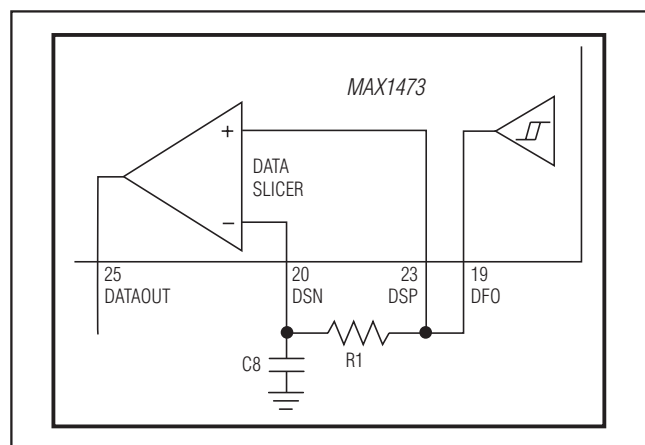 MAX1473
+
DATA
SLICER
−
25
DATAOUT
20
DSN
23
DSP
19
DFO
C8
R1